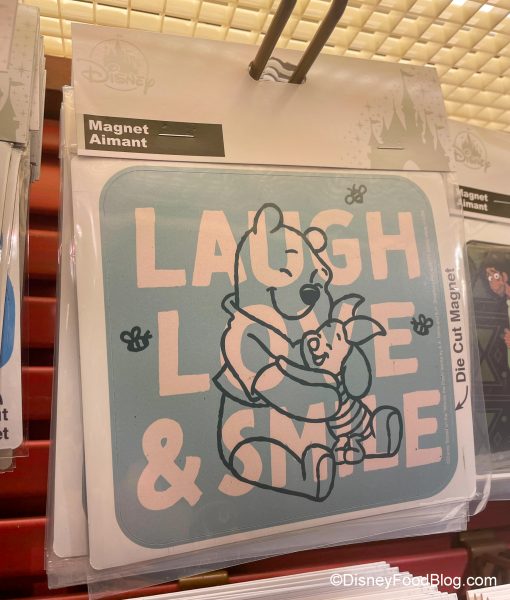 Disney
Magnet
Aimant
LAUGH
LOVE
& SMILE
Die Cut Magnet
Disney
Magnet
Aimant
©DisneyFoodBlog.com